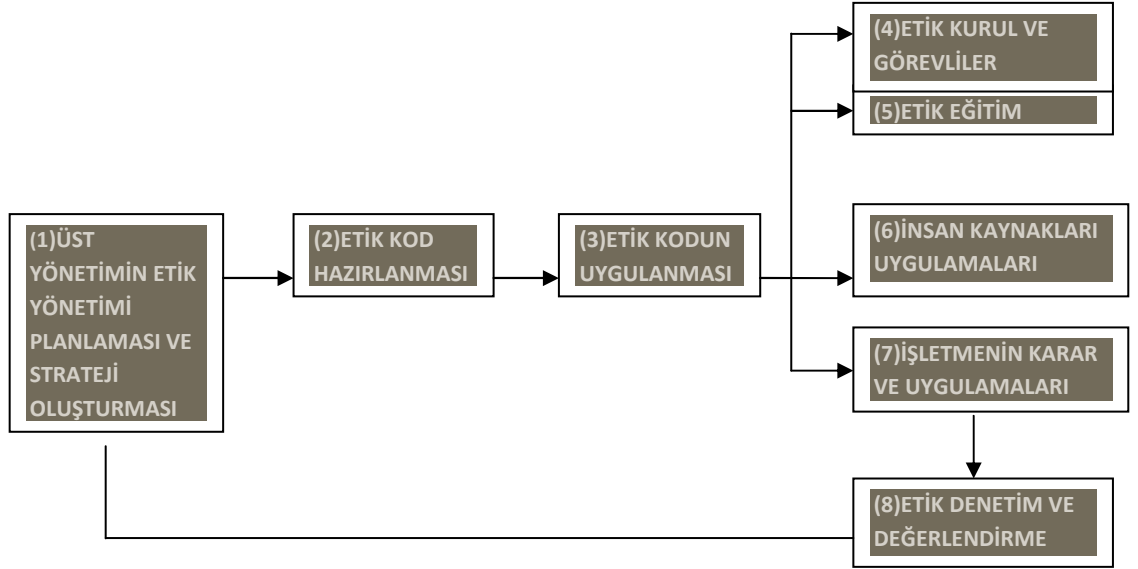 (4)ETİK KURUL VE
GÖREVLİLER
(5)ETİK EĞİTİM
(1)ÜST
YÖNETİMİN ETİK
YÖNETİMİ
PLANLAMASI VE
STRATEJİ
OLUŞTURMASI
(2)ETİK KOD
HAZIRLANMASI
(3)ETİK KODUN
UYGULANMASI
(6)İNSAN KAYNAKLARI
UYGULAMALARI
(7)İŞLETMENİN KARAR
VE UYGULAMALARI
(8)ETİK DENETİM VE
DEĞERLENDİRME